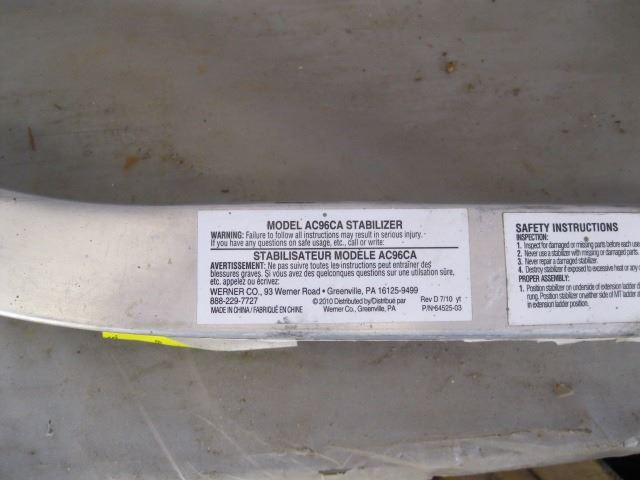 MODEL AC96CA STABILIZER
WARNING: Failure to follow all instructions may result in serious injury.
If you have any questions on safe usage, etc., call or write:
STABILISATEUR MODÈLE AC96CA
AVERTISSEMENT: Ne pas suivre toutes les instructions peut entraîner des
blessures graves. Si vous avez des quelconques questions sur une utilisation sûre,
etc. appelez ou écrivez:
WERNER CO., 93 Werner Road • Greenville, PA 16125-9499
888-229-7727
© 2010 Distributed by/Distribué par
Rev D 7/10 yt
MADE IN CHINA / FABRIQUÉ EN CHINE
Werner Co., Greenville, PA
P/N 64525-03
SAFETY INSTRUCTIONS
INSPECTION:
1. Inspect for damaged or missing parts before each use
2. Never use a stabilizer with missing or damaged parts.
3. Never repair a damaged stabilizer.
4. Destroy stabilizer if exposed to excessive heat or any
PROPER ASSEMBLY:
1. Position stabilizer on underside of extension ladder
rung. Position stabilizer on either side of MT ladder
in extension ladder position.